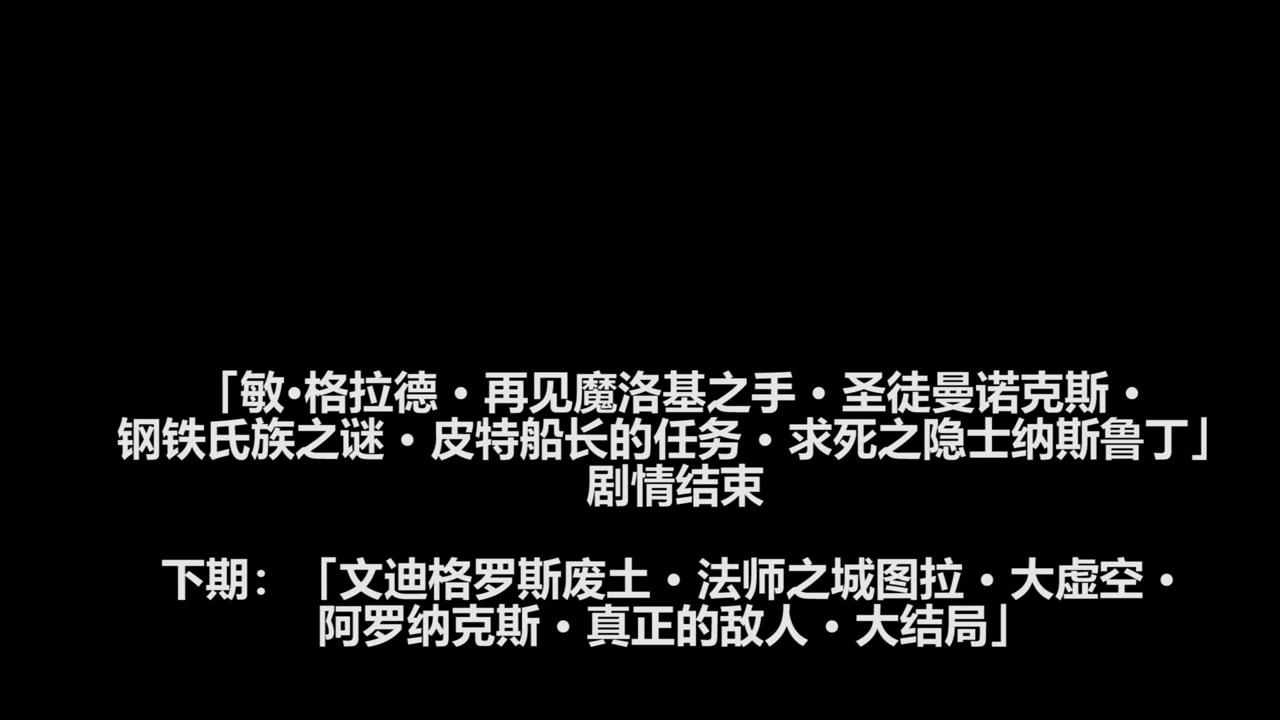 「敏·格拉德・再见魔洛基之手・圣徒曼诺克斯・
钢铁氏族之谜・皮特船长的任务・求死之隐士纳斯鲁丁」
剧情结束
下期：「文迪格罗斯废土・法师之城图拉・大虚空・
阿罗纳克斯・真正的敌人・大结局」